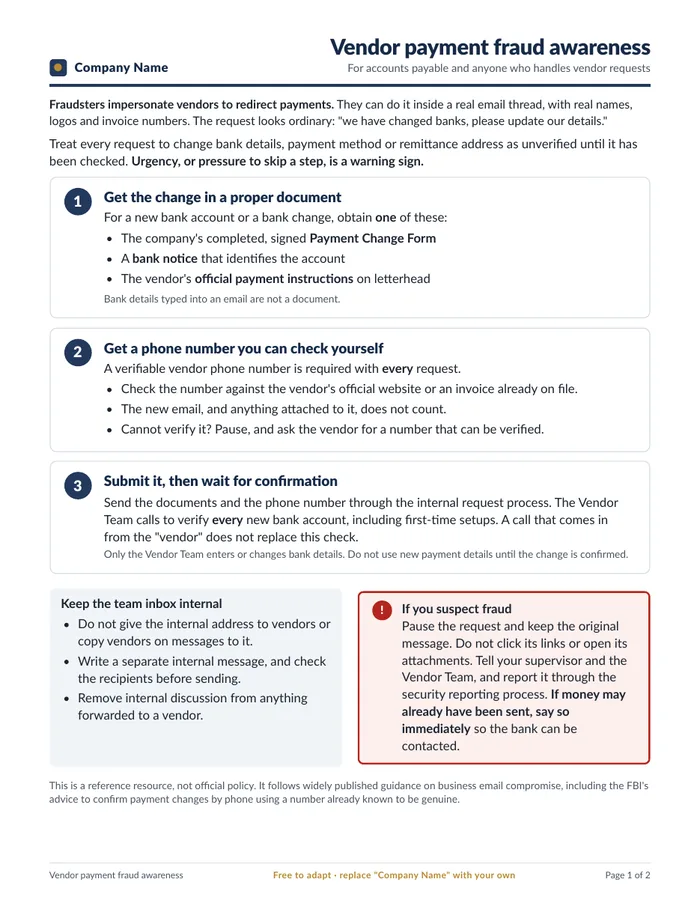 Vendor payment fraud awareness
Company Name
For accounts payable and anyone who handles vendor requests
Fraudsters impersonate vendors to redirect payments. They can do it inside a real email thread, with real names,
logos and invoice numbers. The request looks ordinary: "we have changed banks, please update our details."
Treat every request to change bank details, payment method or remittance address as unverified until it has
been checked. Urgency, or pressure to skip a step, is a warning sign.
1
Get the change in a proper document
For a new bank account or a bank change, obtain one of these:
• The company's completed, signed Payment Change Form
• A bank notice that identifies the account
• The vendor's official payment instructions on letterhead
Bank details typed into an email are not a document.
2
Get a phone number you can check yourself
A verifiable vendor phone number is required with every request.
• Check the number against the vendor's official website or an invoice already on file.
• The new email, and anything attached to it, does not count.
• Cannot verify it? Pause, and ask the vendor for a number that can be verified.
3
Submit it, then wait for confirmation
Send the documents and the phone number through the internal request process. The Vendor
Team calls to verify every new bank account, including first-time setups. A call that comes in
from the "vendor" does not replace this check.
Only the Vendor Team enters or changes bank details. Do not use new payment details until the change is confirmed.
Keep the team inbox internal
• Do not give the internal address to vendors or
copy vendors on messages to it.
• Write a separate internal message, and check
the recipients before sending.
• Remove internal discussion from anything
forwarded to a vendor.
!
If you suspect fraud
Pause the request and keep the original
message. Do not click its links or open its
attachments. Tell your supervisor and the
Vendor Team, and report it through the
security reporting process. If money may
already have been sent, say so
immediately so the bank can be
contacted.
This is a reference resource, not official policy. It follows widely published guidance on business email compromise, including the FBI's
advice to confirm payment changes by phone using a number already known to be genuine.
Vendor payment fraud awareness
Free to adapt · replace "Company Name" with your own
Page 1 of 2